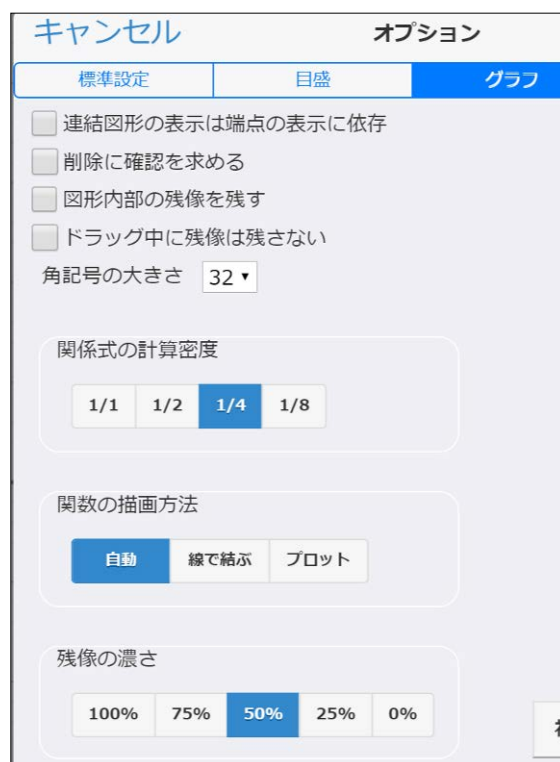 キャンセル オプション
標準設定 目盛 グラフ
連結図形の表示は端点の表示に依存
削除に確認を求める
図形内部の残像を残す
ドラッグ中に残像は残さない
角記号の大きさ 32
関係式の計算密度
1/1 1/2 1/4 1/8
関数の描画方法
自動 線で結ぶ プロット
残像の濃さ
100% 75% 50% 25% 0%